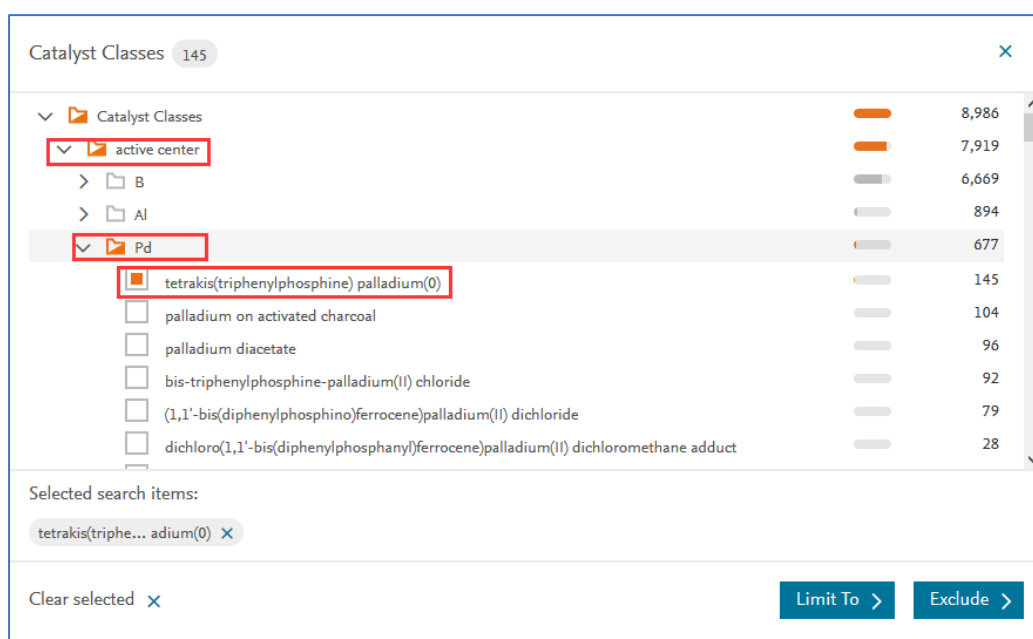 Catalyst Classes 145 ×
Catalyst Classes 8,986
active center 7,919
B 6,669
Al 894
Pd 677
tetrakis(triphenylphosphine) palladium(0) 145
palladium on activated charcoal 104
palladium diacetate 96
bis-triphenylphosphine-palladium(II) chloride 92
(1,1'-bis(diphenylphosphino)ferrocene)palladium(II) dichloride 79
dichloro(1,1'-bis(diphenylphosphanyl)ferrocene)palladium(II) dichloromethane adduct 28
Selected search items:
tetrakis(triphe... adium(0) ×
Clear selected × Limit To Exclude